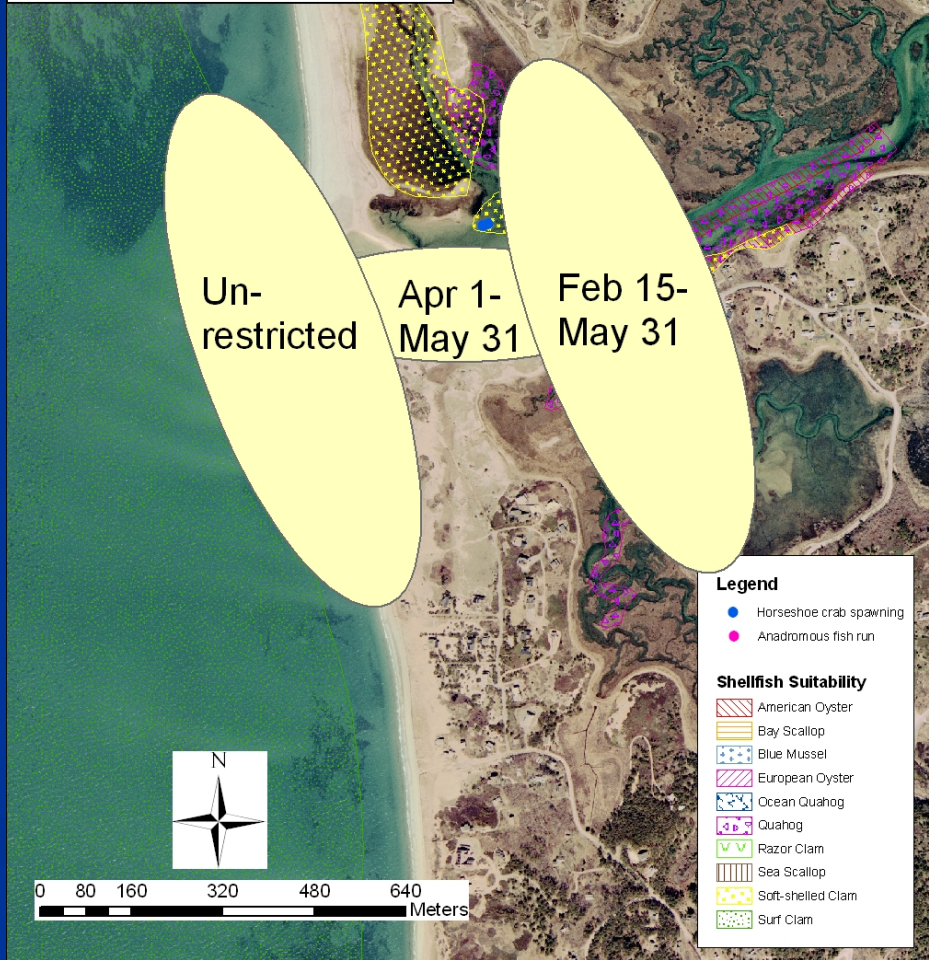 Un-
restricted
Apr 1-
May 31
Feb 15-
May 31
Legend
Horseshoe crab spawning
Anadromous fish run
Shellfish Suitability
American Oyster
Bay Scallop
Blue Mussel
European Oyster
Ocean Quahog
Quahog
Razor Clam
Sea Scallop
Soft-shelled Clam
Surf Clam
N
0 80 160 320 480 640
Meters